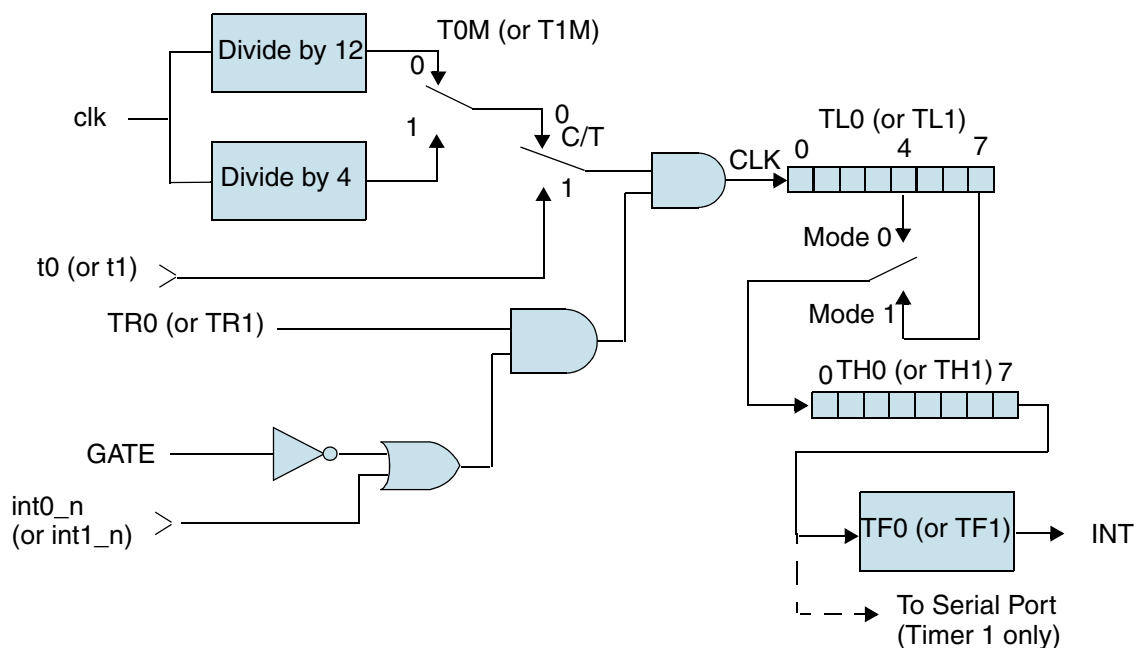 T0M (or T1M)
Divide by 12
0
clk
1
0
C/T
Divide by 4
1
CLK
TL0 (or TL1)
0 4 7
t0 (or t1)
Mode 0
TR0 (or TR1)
Mode 1
0 TH0 (or TH1) 7
GATE
int0_n
(or int1_n)
TF0 (or TF1)
INT
To Serial Port
(Timer 1 only)